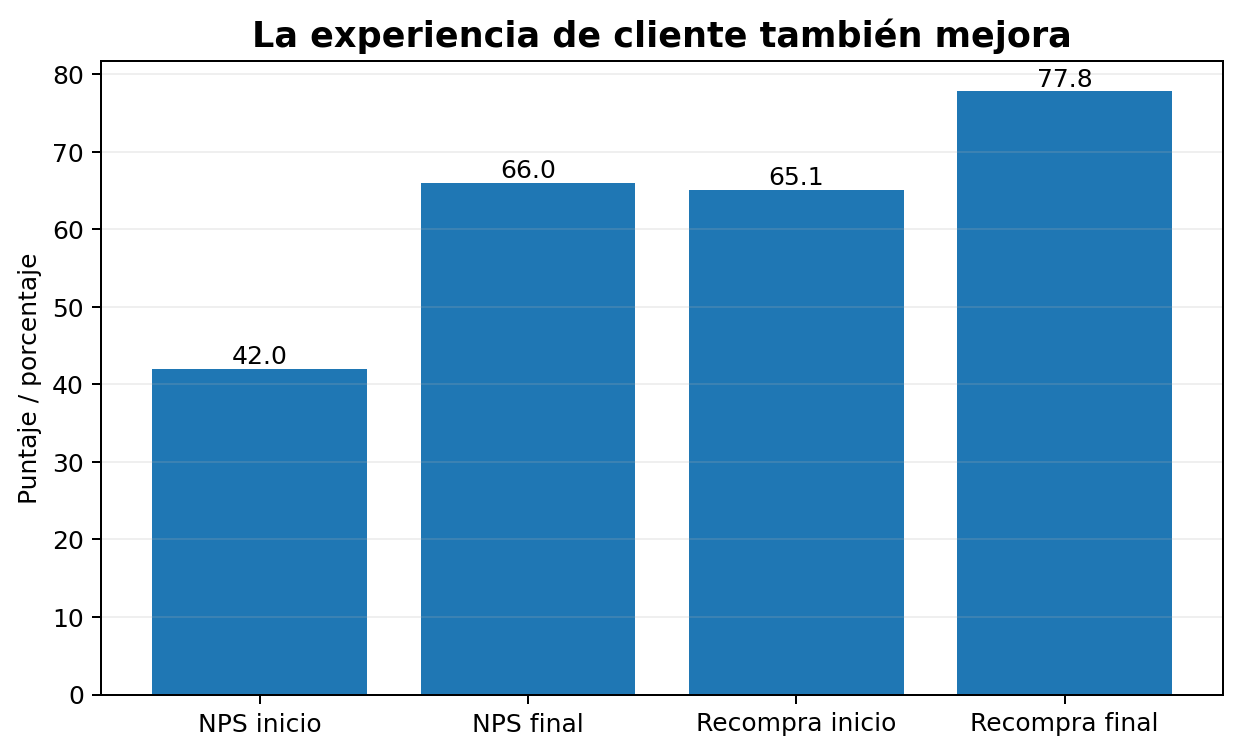 La experiencia de cliente también mejora
Puntaje / porcentaje
80
70
60
50
40
30
20
10
0
42.0
66.0
65.1
77.8
NPS inicio
NPS final
Recompra inicio
Recompra final